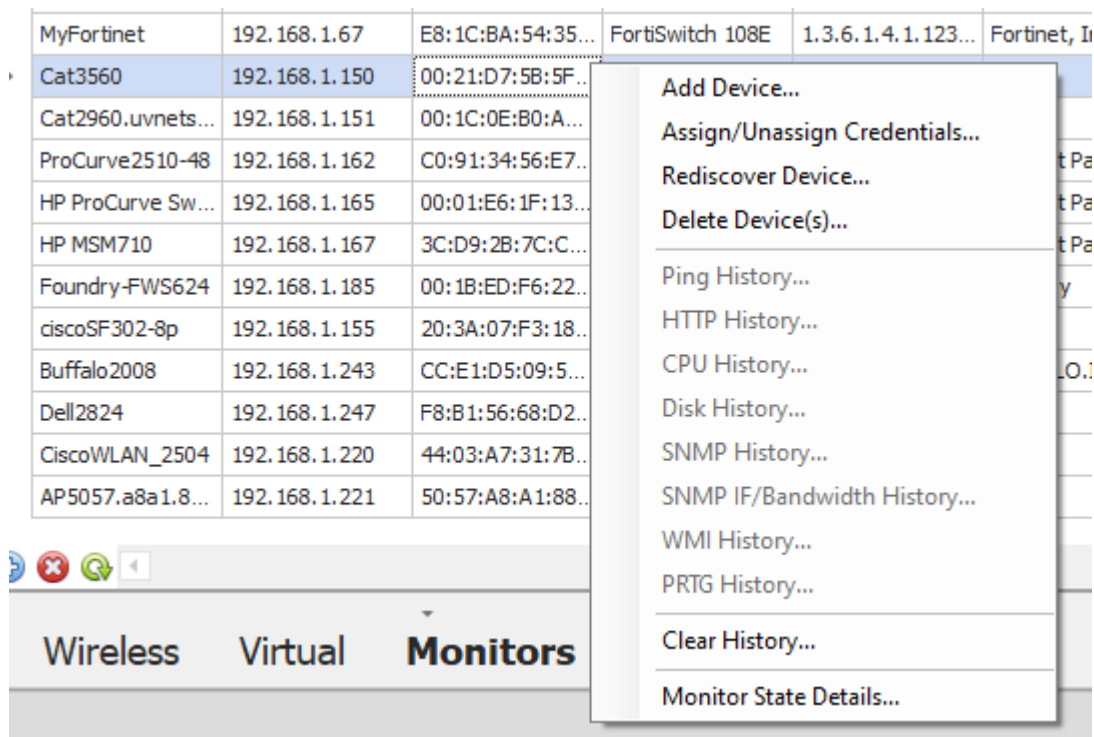 MyFortinet 192.168.1.67 E8:1C:BA:54:35... FortiSwitch 108E 1.3.6.1.4.1.123... Fortinet, I
Cat3560 192.168.1.150 00:21:D7:5B:5F...
Cat2960.uvnets... 192.168.1.151 00:1C:0E:B0:A...
ProCurve2510-48 192.168.1.162 C0:91:34:56:E7... t Pa
HP ProCurve Sw... 192.168.1.165 00:01:E6:1F:13... t Pa
HP MSM710 192.168.1.167 3C:D9:2B:7C:C... t Pa
Foundry-FWS624 192.168.1.185 00:1B:ED:F6:22... y
ciscoSF302-8p 192.168.1.155 20:3A:07:F3:18...
Buffalo2008 192.168.1.243 CC:E1:D5:09:5... LO.I
Dell2824 192.168.1.247 F8:B1:56:68:D2...
CiscoWLAN_2504 192.168.1.220 44:03:A7:31:7B...
AP5057.a8a1.8... 192.168.1.221 50:57:A8:A1:88...
Add Device...
Assign/Unassign Credentials...
Rediscover Device...
Delete Device(s)...
Ping History...
HTTP History...
CPU History...
Disk History...
SNMP History...
SNMP IF/Bandwidth History...
WMI History...
PRTG History...
Clear History...
Monitor State Details...
Wireless Virtual Monitors